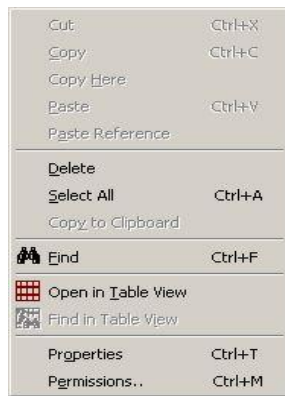 Cut Ctrl+X
Copy Ctrl+C
Copy Here
Paste Ctrl+V
Paste Reference
Delete
Select All Ctrl+A
Copy to Clipboard
Find Ctrl+F
Open in Table View
Find in Table View
Properties Ctrl+T
Permissions.. Ctrl+M